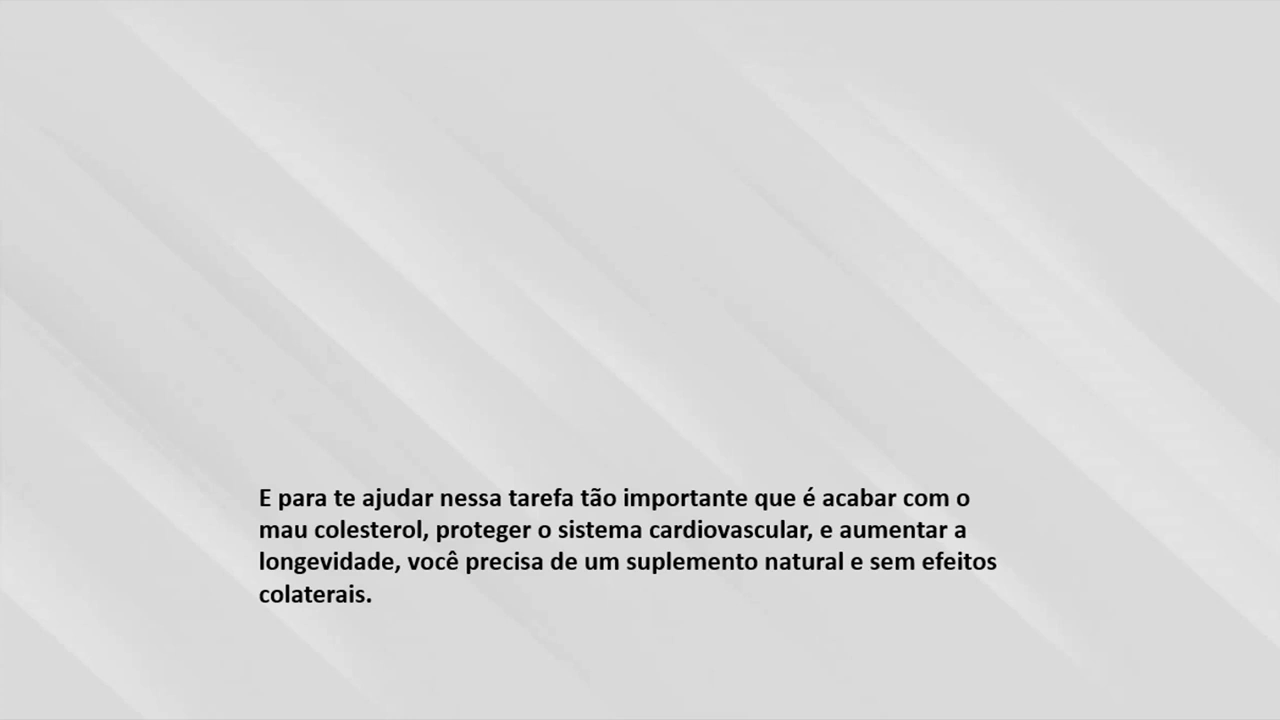 E para te ajudar nessa tarefa tão importante que é acabar com o
mau colesterol, proteger o sistema cardiovascular, e aumentar a
longevidade, você precisa de um suplemento natural e sem efeitos
colaterais.